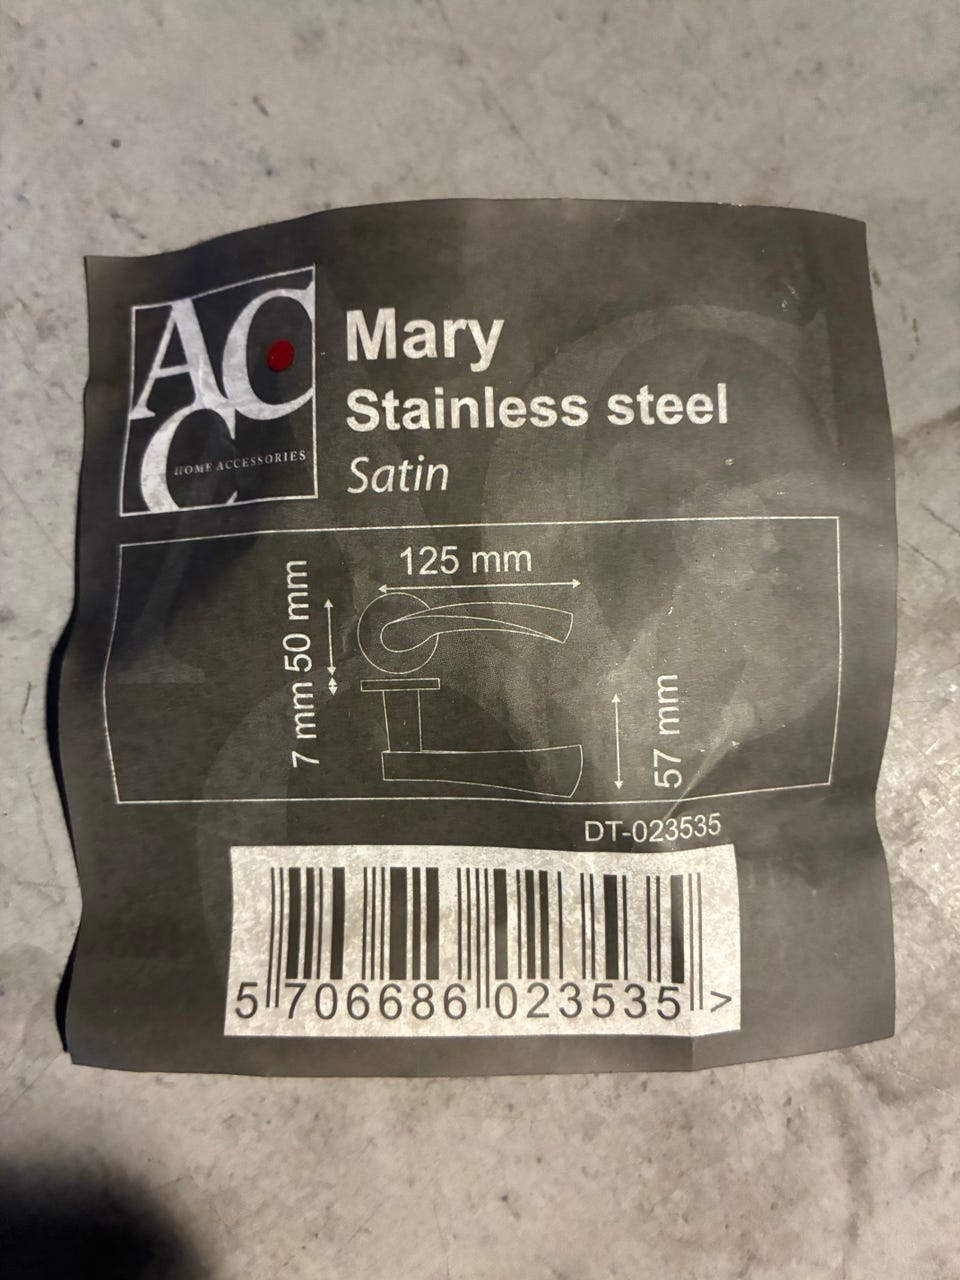 ACC
HOME ACCESSORIES
Mary
Stainless steel
Satin
125 mm
50 mm
7 mm
57 mm
DT-023535
5 706686 023535 >